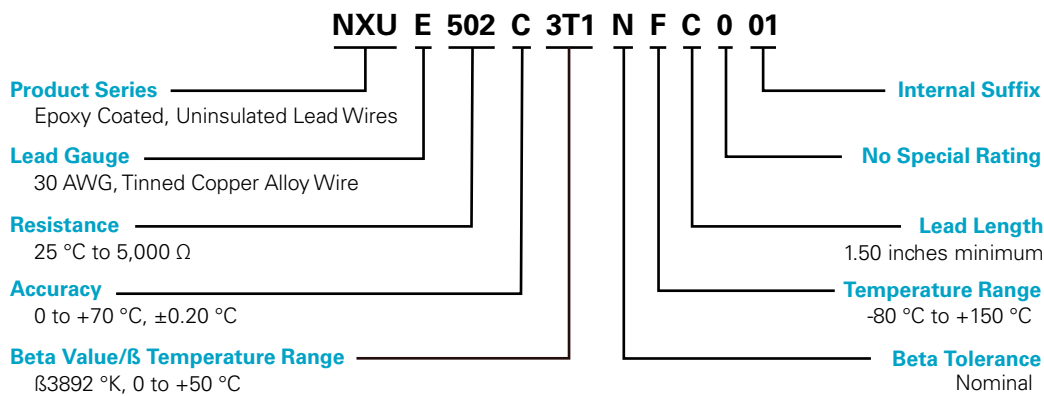 NXU E 502 C 3T1 N F C 0 01
Product Series
Epoxy Coated, Uninsulated Lead Wires
Lead Gauge
30 AWG, Tinned Copper Alloy Wire
Resistance
25 °C to 5,000 Ω
Accuracy
0 to +70 °C, ±0.20 °C
Beta Value/ß Temperature Range
ß3892 °K, 0 to +50 °C
Internal Suffix
No Special Rating
Lead Length
1.50 inches minimum
Temperature Range
-80 °C to +150 °C
Beta Tolerance
Nominal